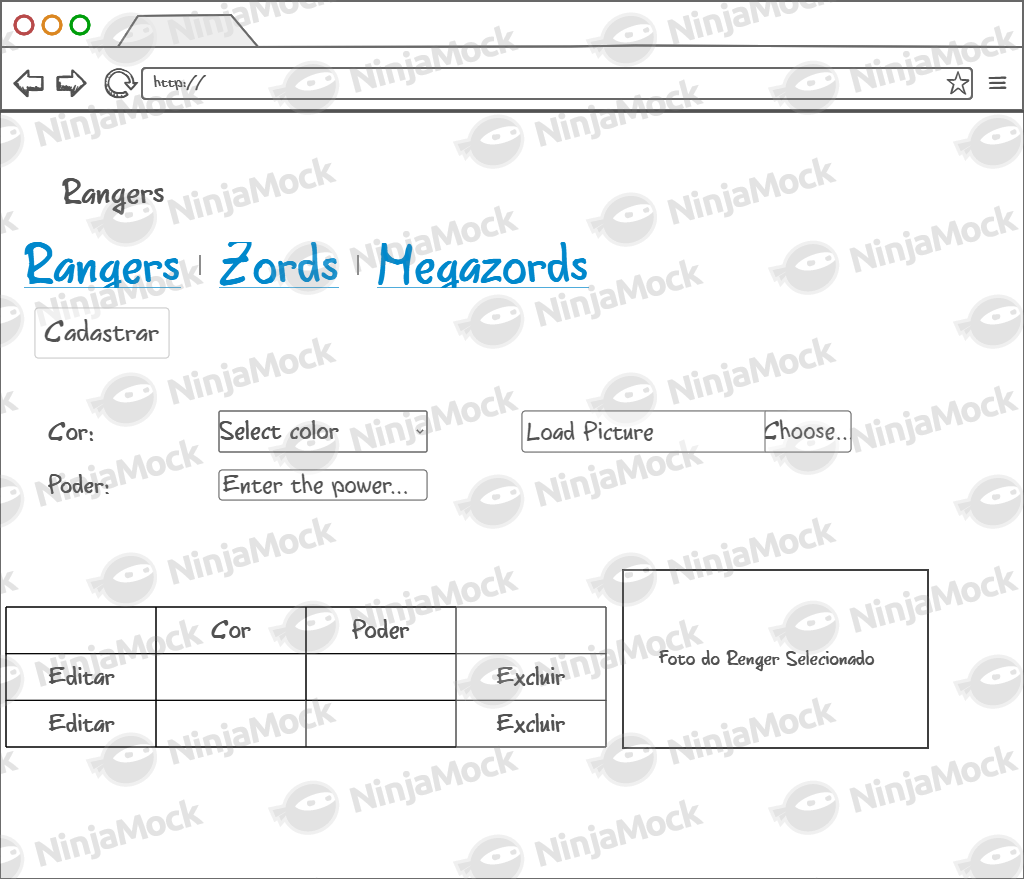 http://
Rangers
Rangers | Zords | Megazords
Cadastrar
Cor: Select color Load Picture Choose...
Poder: Enter the power...
Cor Poder
Editar Excluir
Editar Excluir
Foto do Renger Selecionado
NinjaMock